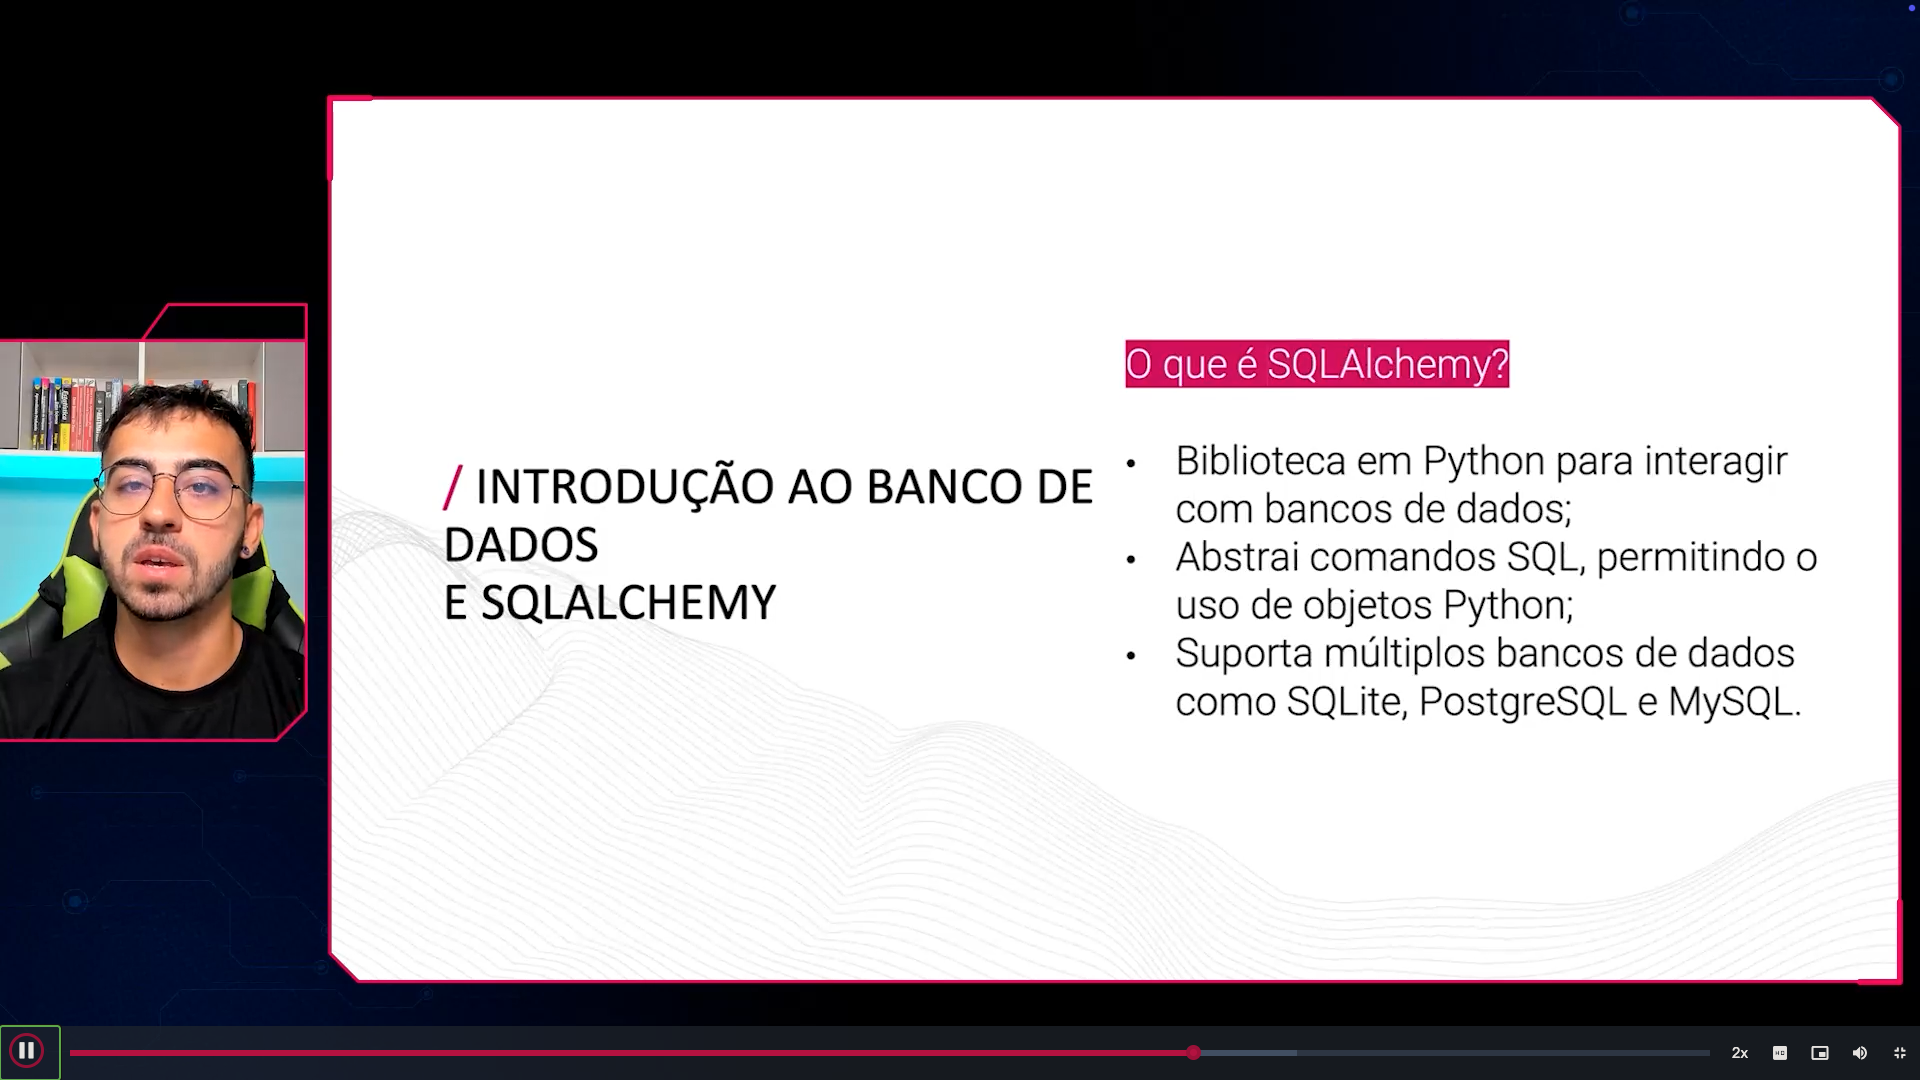 / INTRODUÇÃO AO BANCO DE
DADOS
E SQLALCHEMY
O que é SQLAlchemy?
• Biblioteca em Python para interagir
com bancos de dados;
• Abstrai comandos SQL, permitindo o
uso de objetos Python;
• Suporta múltiplos bancos de dados
como SQLite, PostgreSQL e MySQL.
2x